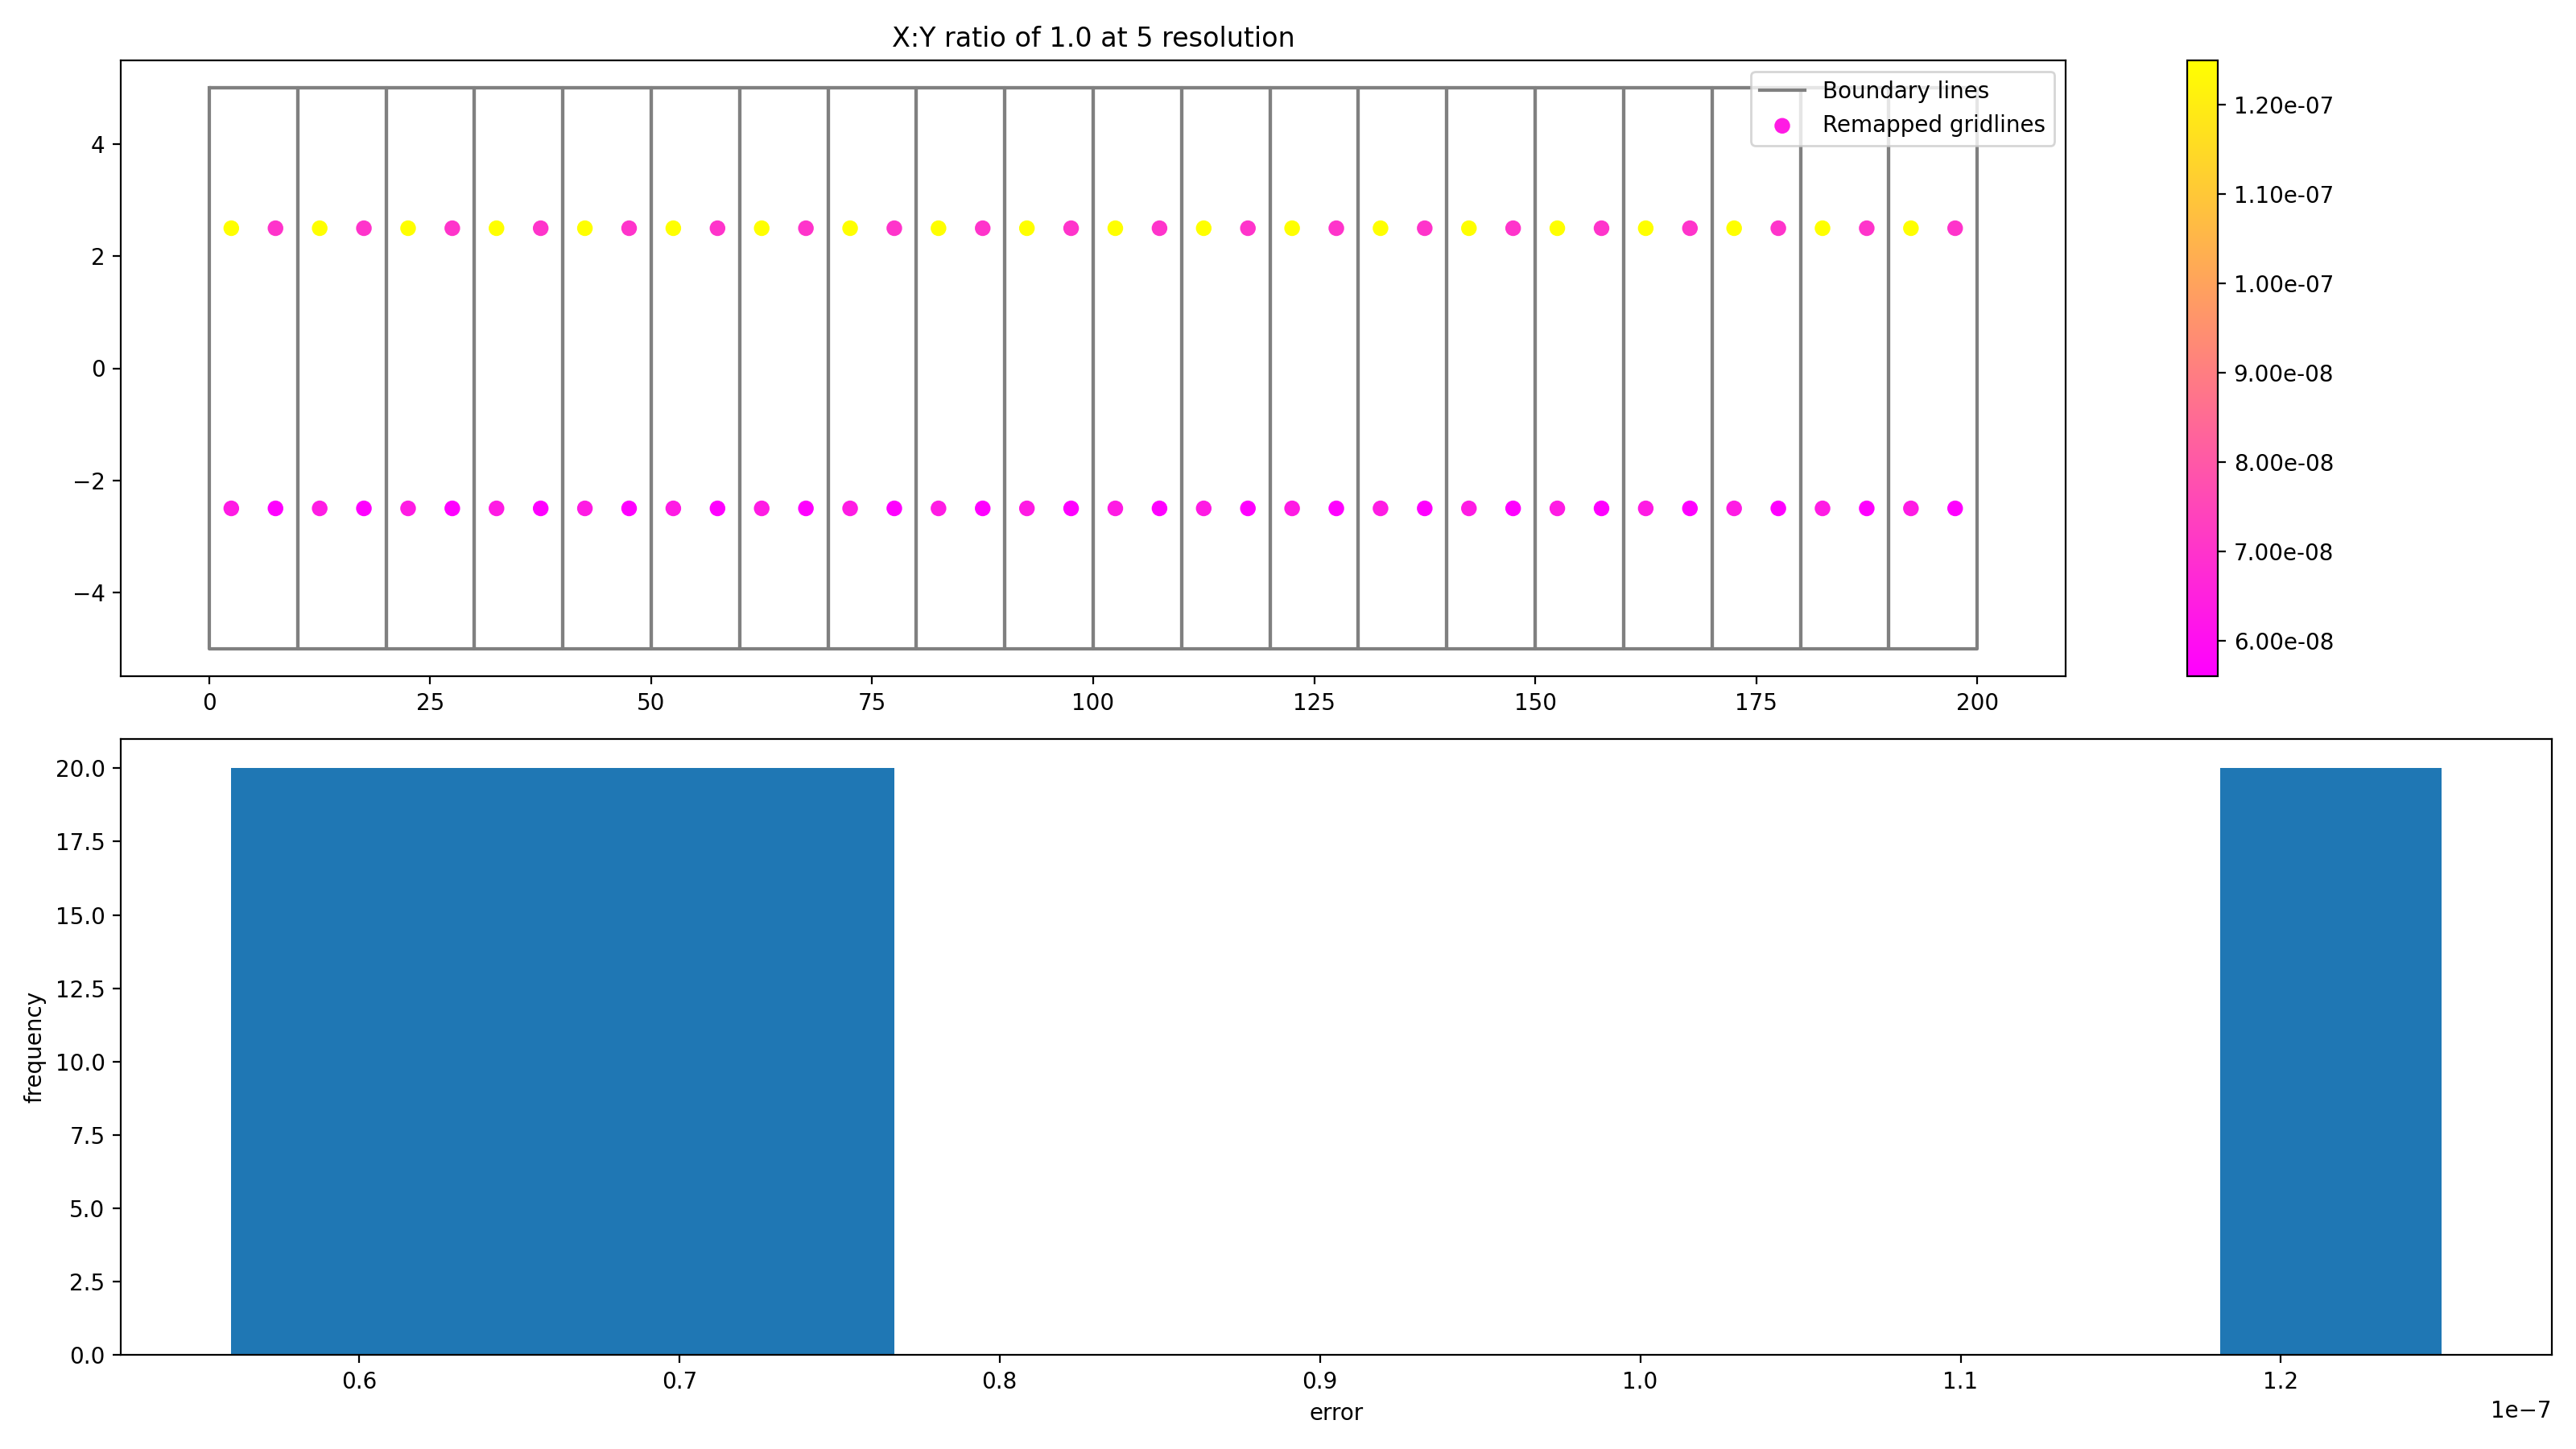 X:Y ratio of 1.0 at 5 resolution
Boundary lines
Remapped gridlines
4
2
0
−2
−4
0 25 50 75 100 125 150 175 200
1.20e-07
1.10e-07
1.00e-07
9.00e-08
8.00e-08
7.00e-08
6.00e-08
frequency
20.0
17.5
15.0
12.5
10.0
7.5
5.0
2.5
0.0
0.6 0.7 0.8 0.9 1.0 1.1 1.2
error
1e−7